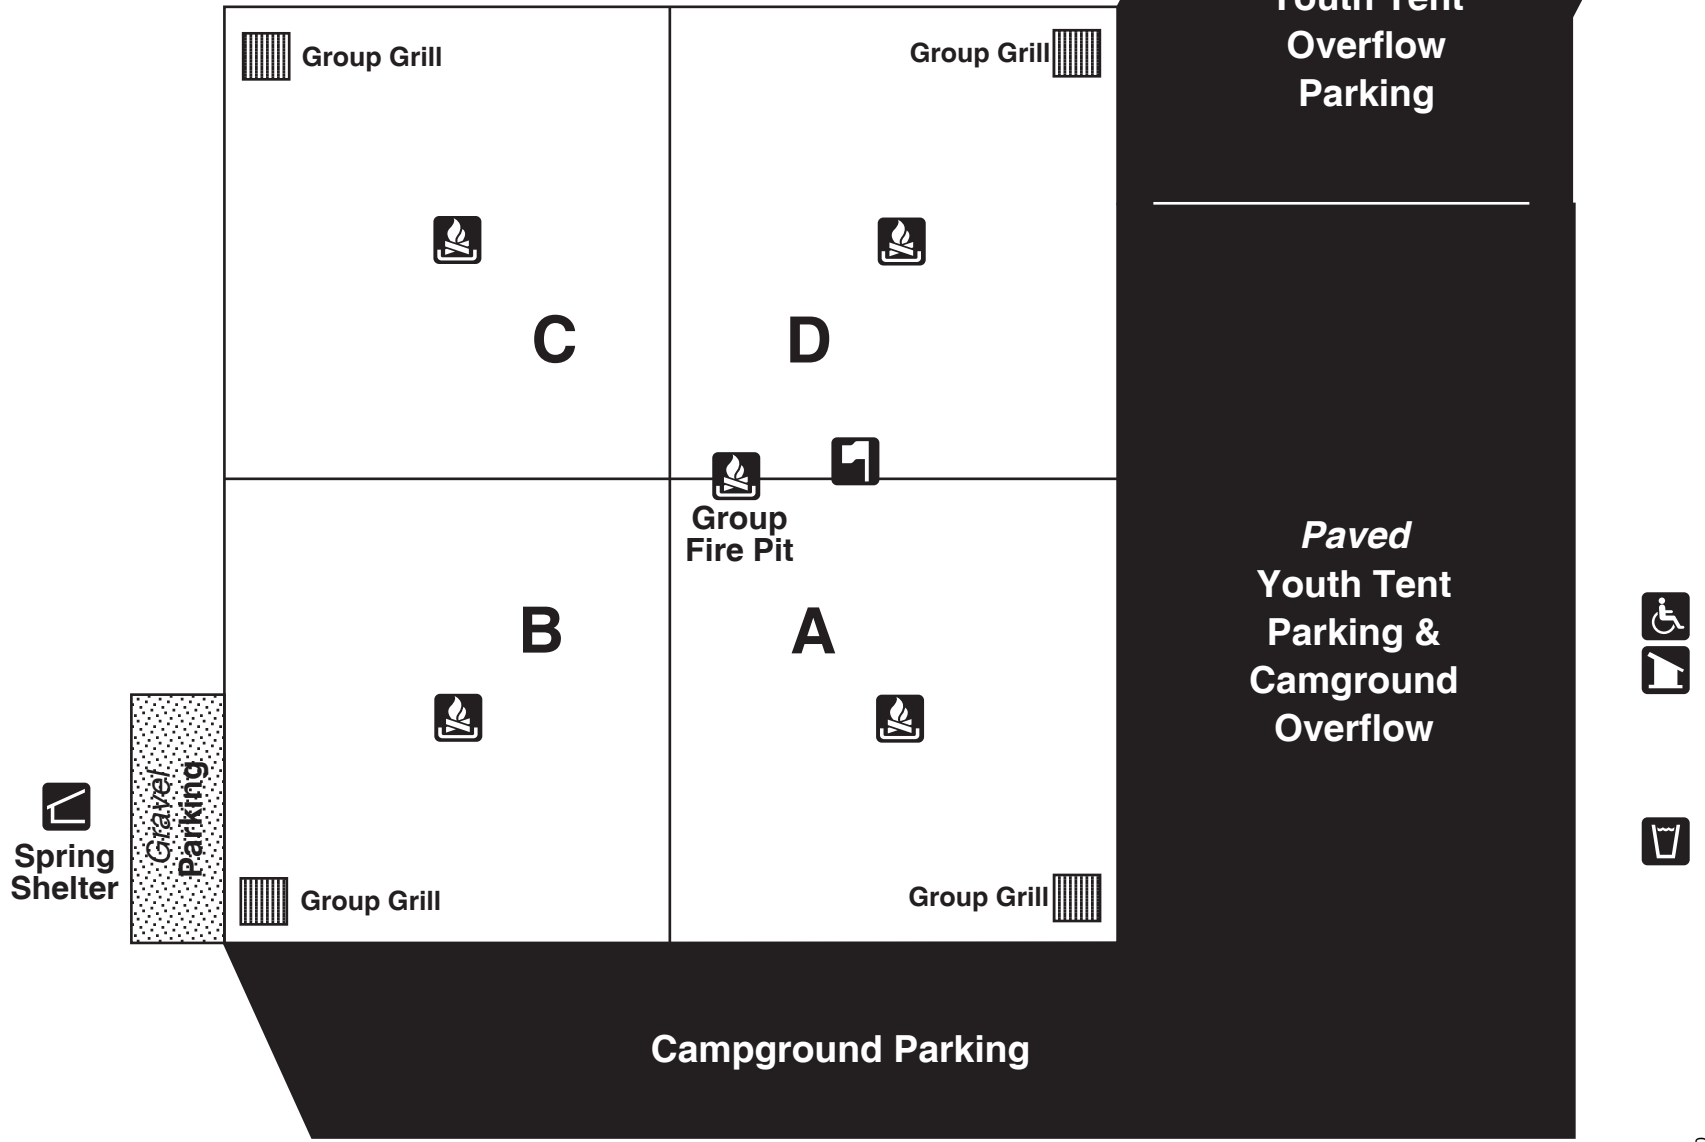 Youth Tent
Overflow
Parking
Group Grill
Group Grill
C
D
Group
Fire Pit
B
A
Paved
Youth Tent
Parking &
Camground
Overflow
Gravel
Parking
Spring
Shelter
Group Grill
Group Grill
Campground Parking